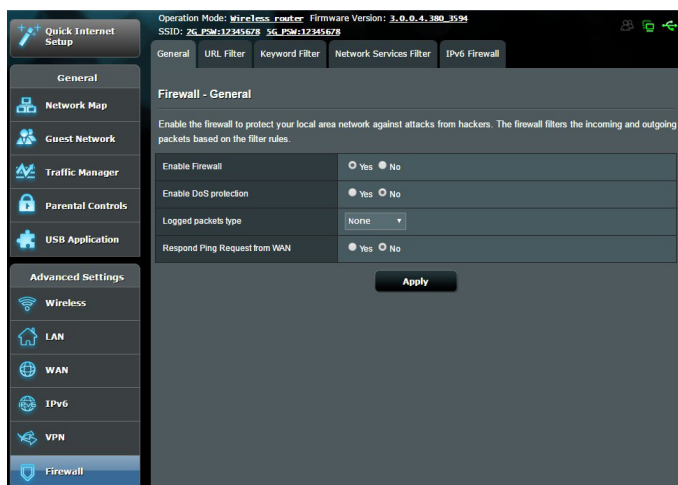 Quick Internet
Setup
Operation Mode: Wireless router Firmware Version: 3.0.0.4.380_3594
SSID: 2G_PSW:12345678 5G_PSW:12345678
General URL Filter Keyword Filter Network Services Filter IPv6 Firewall
General
Network Map
Guest Network
Traffic Manager
Parental Controls
USB Application
Advanced Settings
Wireless
LAN
WAN
IPv6
IPv6
VPN
Firewall
Firewall - General
Enable the firewall to protect your local area network against attacks from hackers. The firewall filters the incoming and outgoing
packets based on the filter rules.
Enable Firewall Yes No
Enable DoS protection Yes No
Logged packets type None
Respond Ping Request from WAN Yes No
Apply